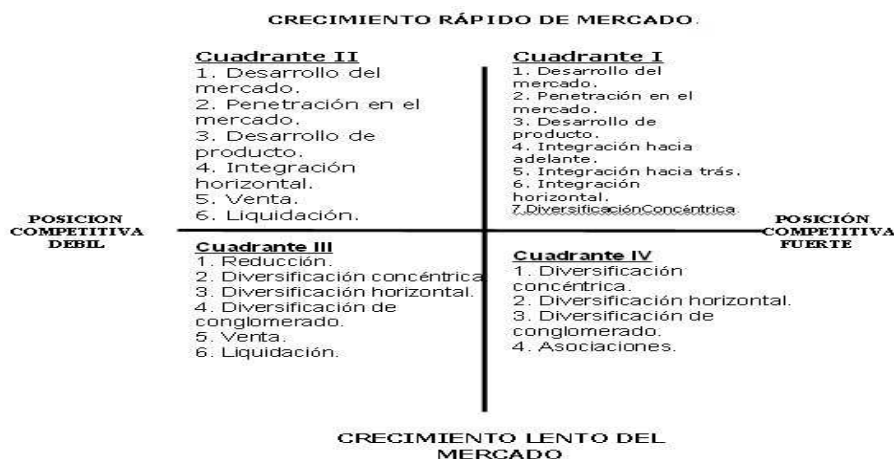 CRECIMIENTO RÁPIDO DE MERCADO.
Cuadrante II
1. Desarrollo del
mercado.
2. Penetración en el
mercado.
3. Desarrollo de
producto.
4. Integración
horizontal.
5. Venta.
6. Liquidación.
Cuadrante I
1. Desarrollo del
mercado.
2. Penetración en el
mercado.
3. Desarrollo de
producto.
4. Integración hacia
adelante.
5. Integración hacia trás.
6. Integración
horizontal.
7.DiversificaciónConcéntrica
POSICION
COMPETITIVA
DEBIL
POSICIÓN
COMPETITIVA
FUERTE
Cuadrante III
1. Reducción.
2. Diversificación concéntrica
3. Diversificación horizontal.
4. Diversificación de
conglomerado.
5. Venta.
6. Liquidación.
Cuadrante IV
1. Diversificación
concéntrica.
2. Diversificación horizontal.
3. Diversificación de
conglomerado.
4. Asociaciones.
CRECIMIENTO LENTO DEL
MERCADO